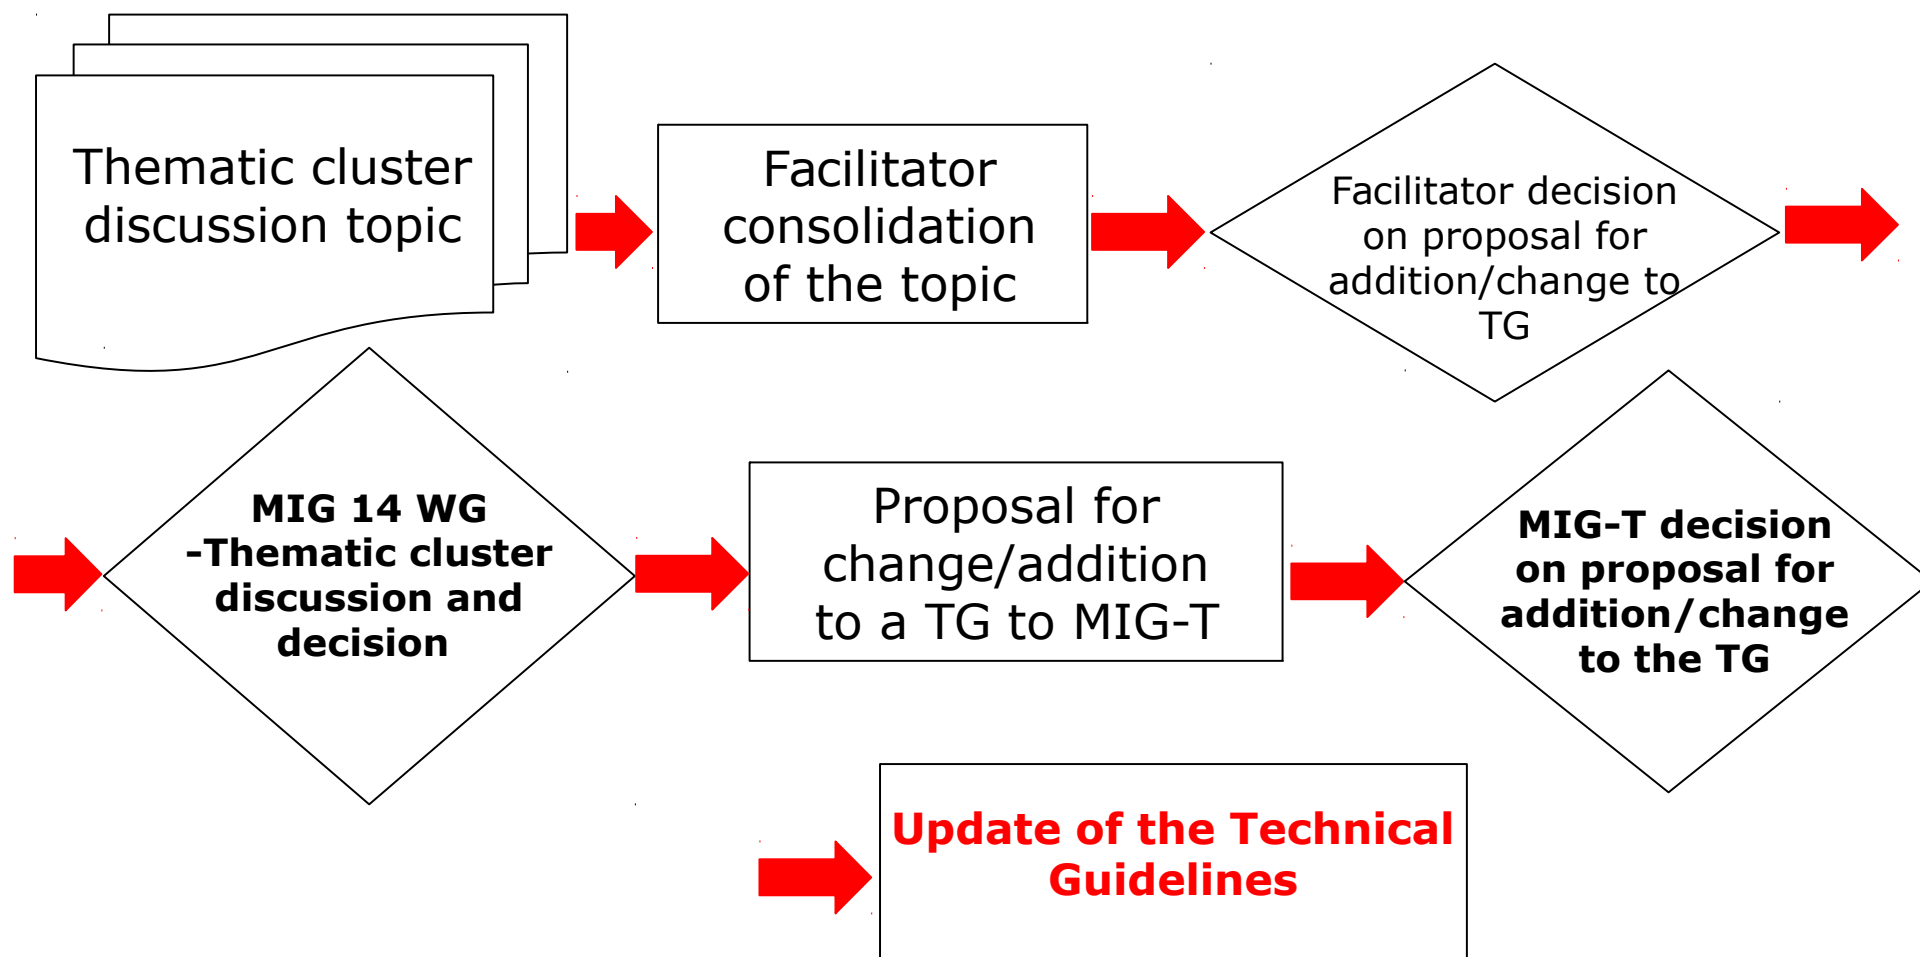 Thematic cluster
discussion topic
Facilitator
consolidation
of the topic
Facilitator decision
on proposal for
addition/change to
TG
MIG 14 WG
-Thematic cluster
discussion and
decision
Proposal for
change/addition
to a TG to MIG-T
MIG-T decision
on proposal for
addition/change
to the TG
Update of the Technical
Guidelines